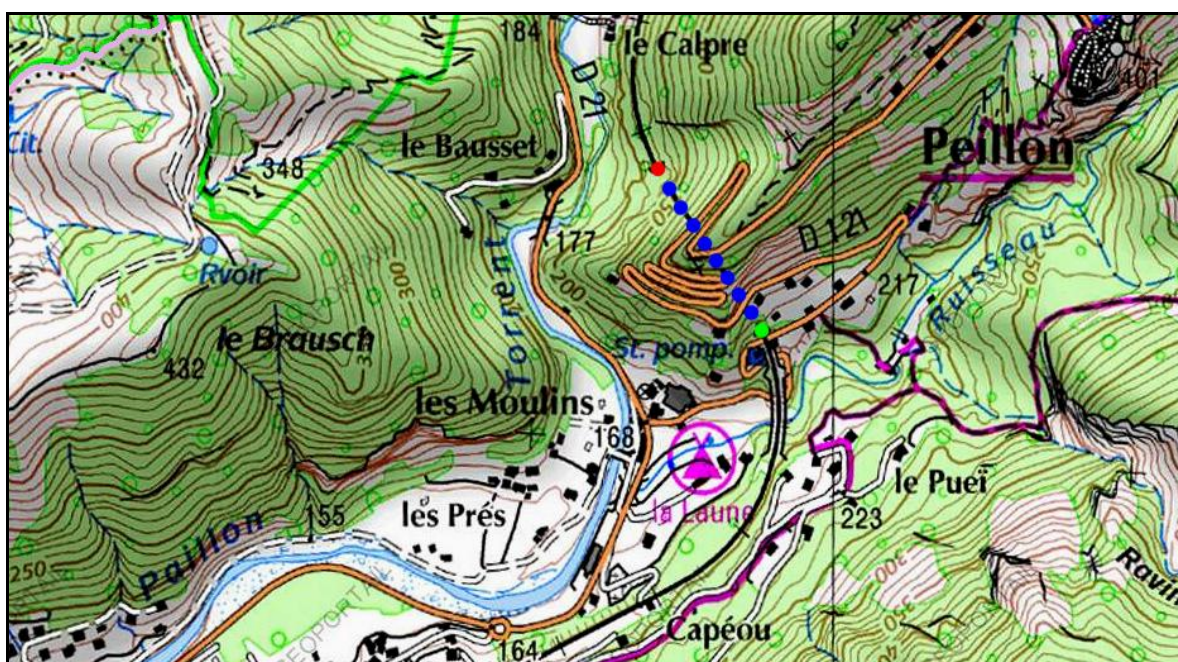 184
le Calpre
D 21
401
Cit.
le Bausset
Peillon
348
177
D 121
Torrent
Rvoir
300
200
217
Ruisseau
400
le Brausch
St. pomp.
432
les Moulins
168
le Pueï
les Prés
la Laune
155
223
Paillon
250
300
Capéou
164